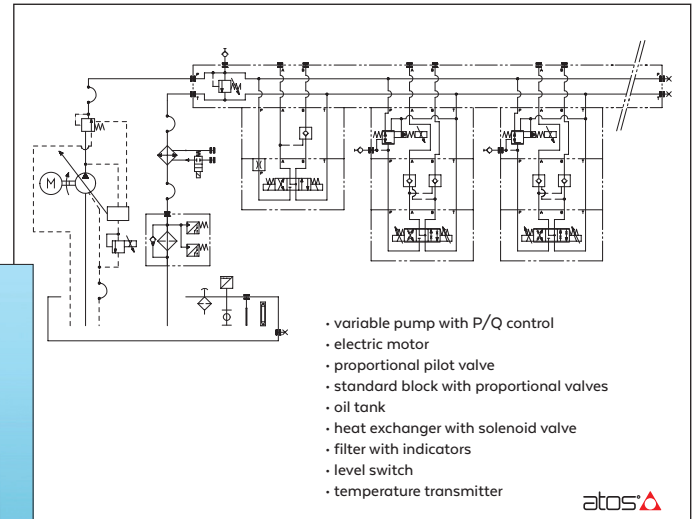 M
P
T
A
B
A
B
A
B
P
T
P
A
B
T
P
A
B
T
P
A
B
T
• variable pump with P/Q control
• electric motor
• proportional pilot valve
• standard block with proportional valves
• oil tank
• heat exchanger with solenoid valve
• filter with indicators
• level switch
• temperature transmitter
atos